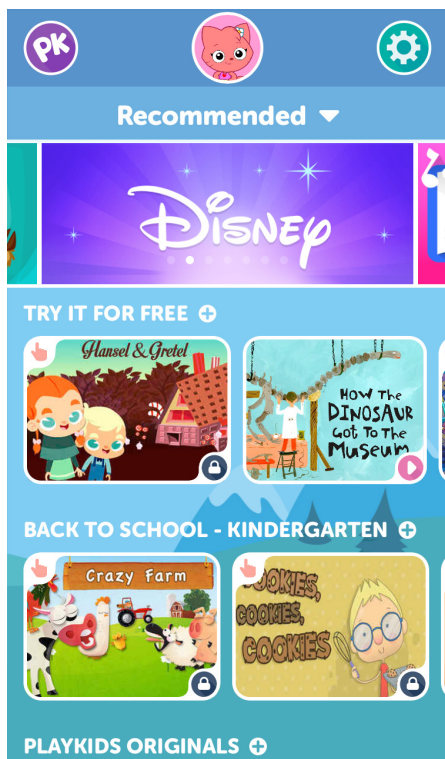 PK
Recommended
DISNEY
TRY IT FOR FREE
Hansel & Gretel
HOW THE
DINOSAUR
GOT TO THE
MUSEUM
BACK TO SCHOOL - KINDERGARTEN
Crazy Farm
COOKIES,
COOKIES,
COOKIES
PLAYKIDS ORIGINALS